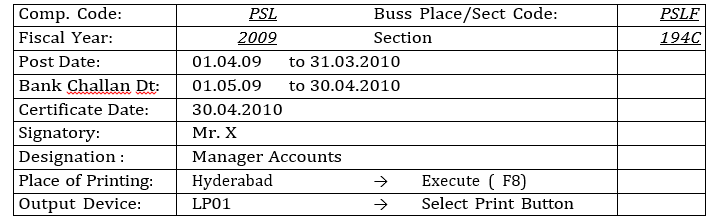 Comp. Code: PSL Buss Place/Sect Code: PSLF
Fiscal Year: 2009 Section 194C
Post Date: 01.04.09 to 31.03.2010
Bank Challan Dt: 01.05.09 to 30.04.2010
Certificate Date: 30.04.2010
Signatory: Mr. X
Designation : Manager Accounts
Place of Printing: Hyderabad → Execute ( F8)
Output Device: LP01 → Select Print Button